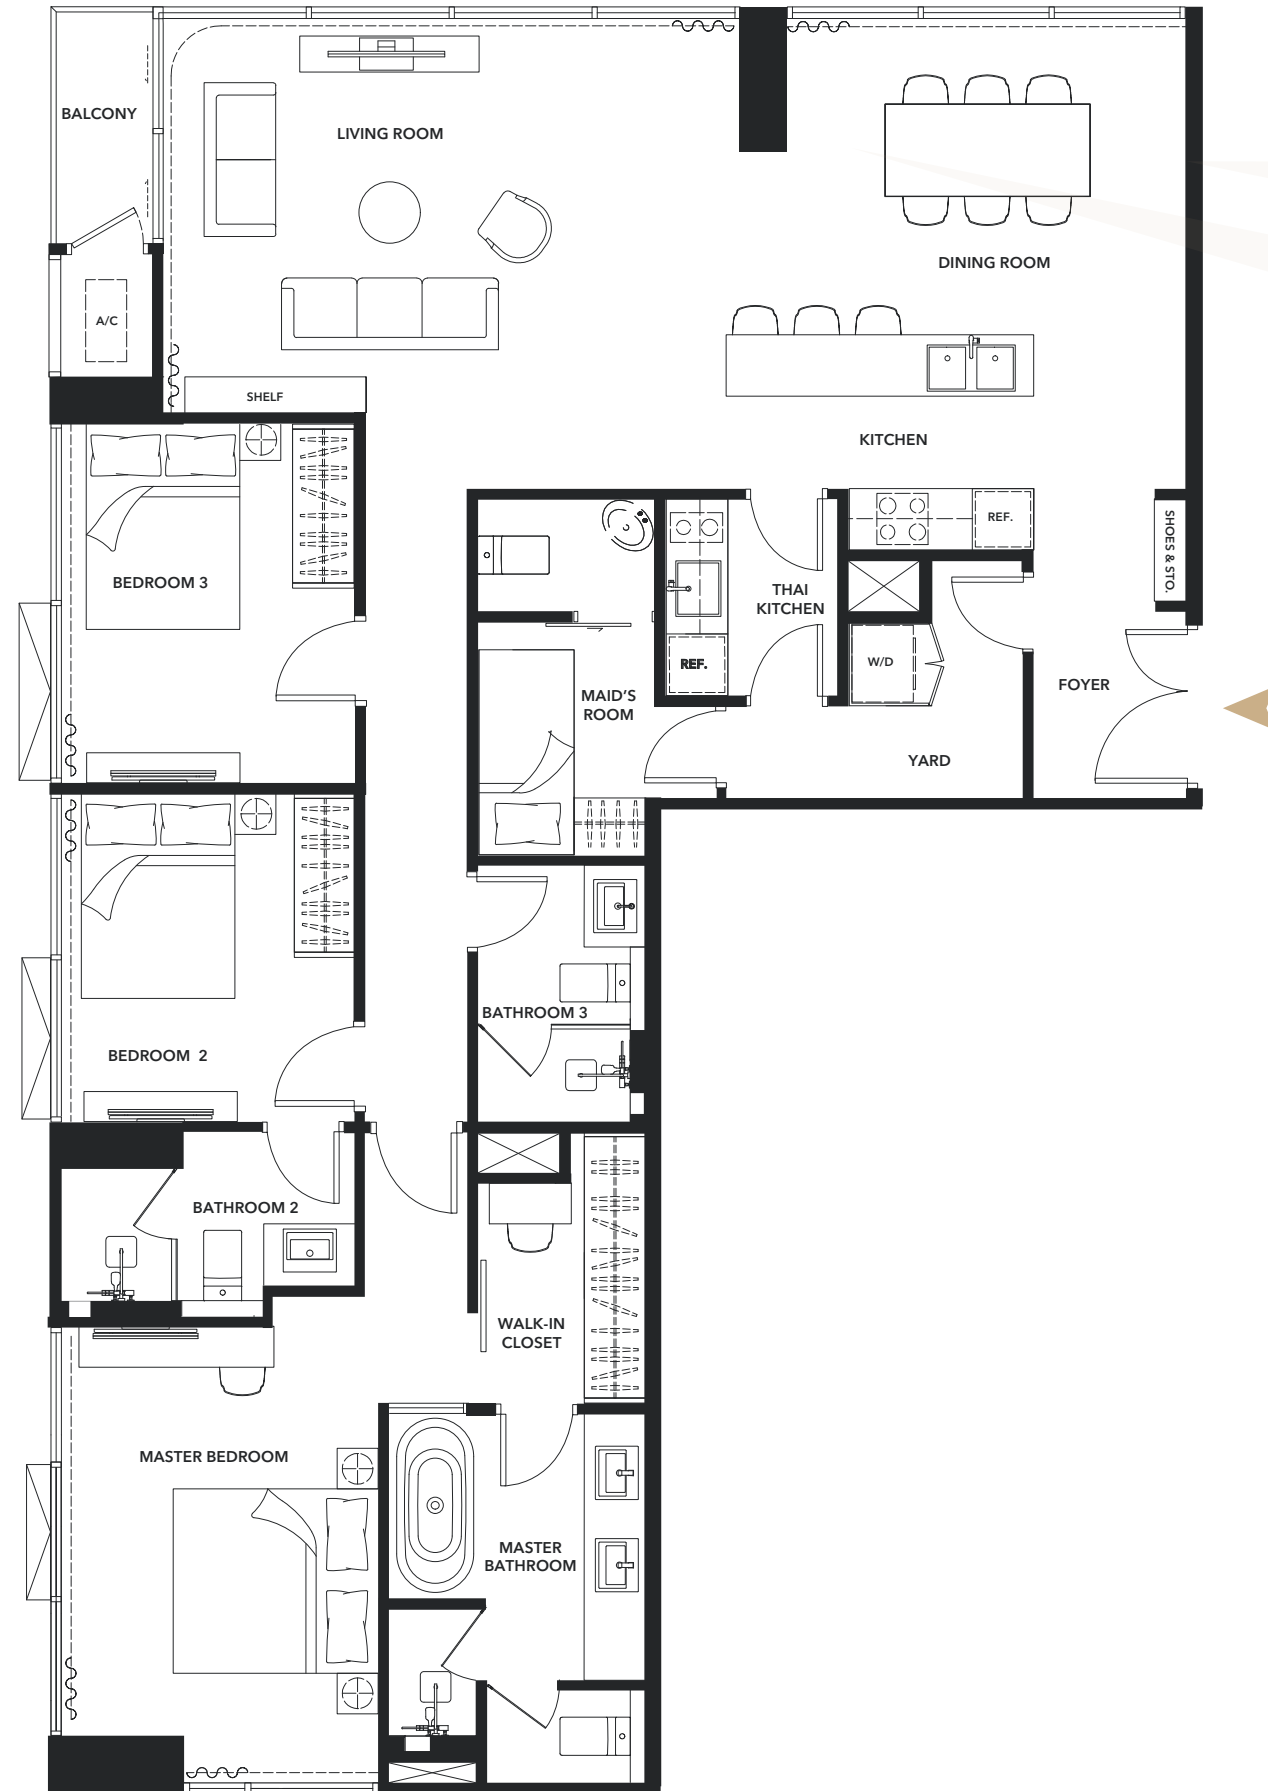 BALCONY
LIVING ROOM
DINING ROOM
A/C
SHELF
KITCHEN
REF.
SHOES & STO.
BEDROOM 3
THAI
KITCHEN
W/D
REF.
MAID'S
ROOM
FOYER
YARD
BATHROOM 3
BEDROOM 2
BATHROOM 2
WALK-IN
CLOSET
MASTER BEDROOM
MASTER
BATHROOM